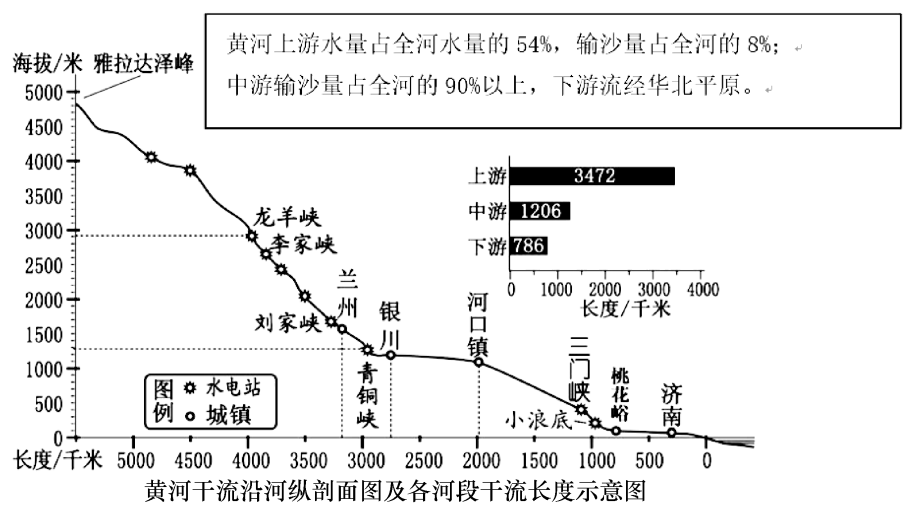 黄河上游水量占全河水量的54%，输沙量占全河的8%；
中游输沙量占全河的90%以上，下游流经华北平原。
海拔/米 雅拉达泽峰
5000
4500
4000
3500
3000
2500
2000
1500
1000
500
0
龙羊峡
李家峡
刘家峡
兰州
青铜峡
银川
河口镇
三门峡
小浪底
桃花峪
济南
图例
水电站
城镇
长度/千米 5000 4500 4000 3500 3000 2500 2000 1500 1000 500 0
上游 3472
中游 1206
下游 786
0 1000 2000 3000 4000
长度/千米
黄河干流沿河纵剖面图及各河段干流长度示意图